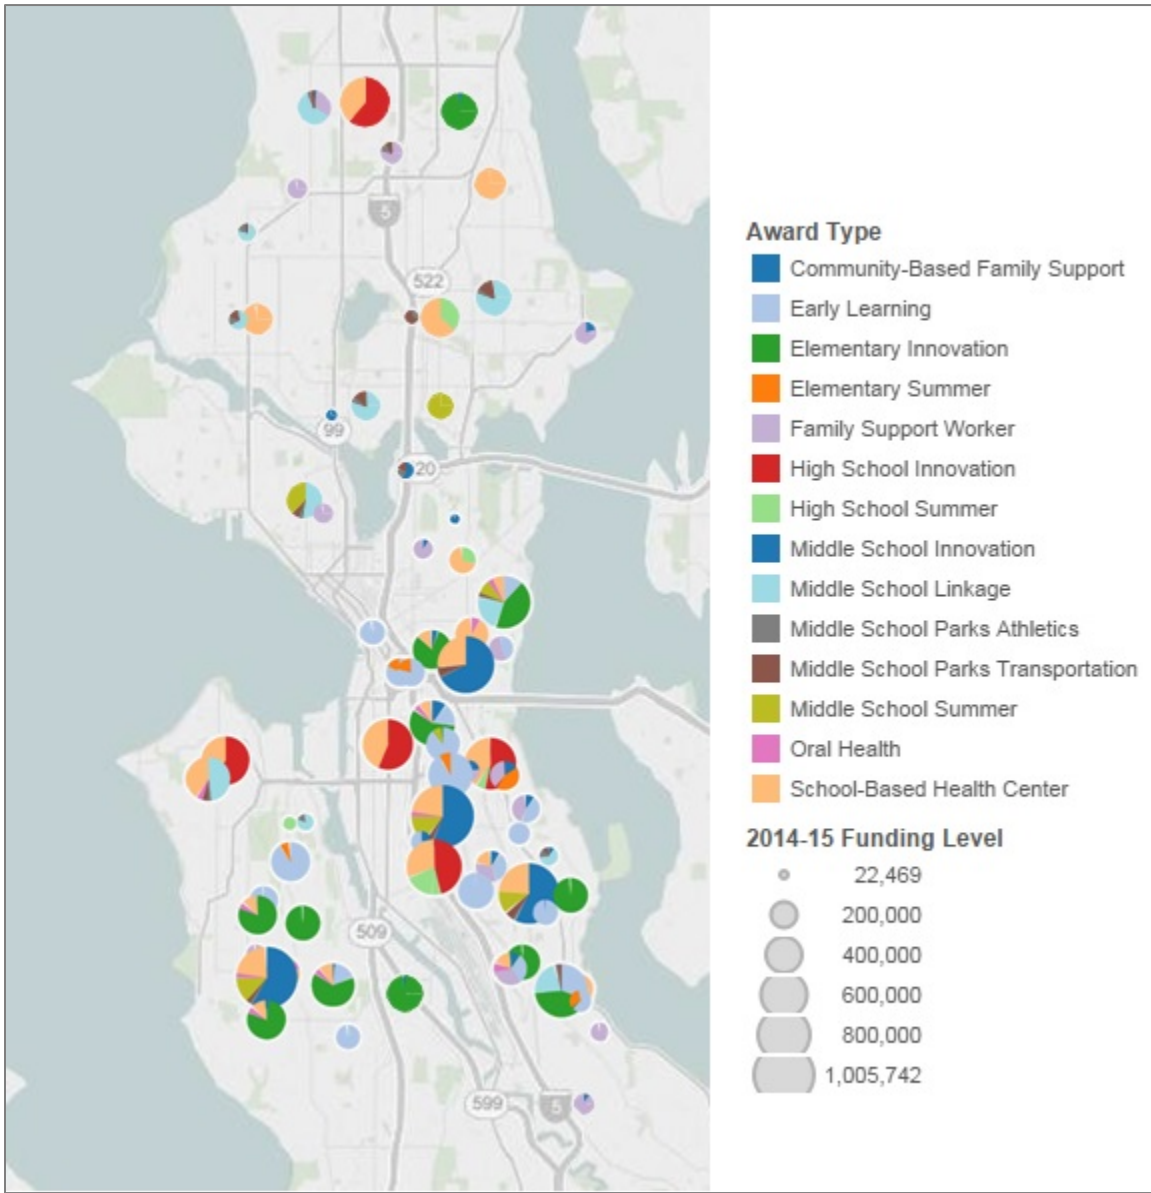 5
522
99
20
509
599
5
Award Type
Community-Based Family Support
Early Learning
Elementary Innovation
Elementary Summer
Family Support Worker
High School Innovation
High School Summer
Middle School Innovation
Middle School Linkage
Middle School Parks Athletics
Middle School Parks Transportation
Middle School Summer
Oral Health
School-Based Health Center
2014-15 Funding Level
22,469
200,000
400,000
600,000
800,000
1,005,742